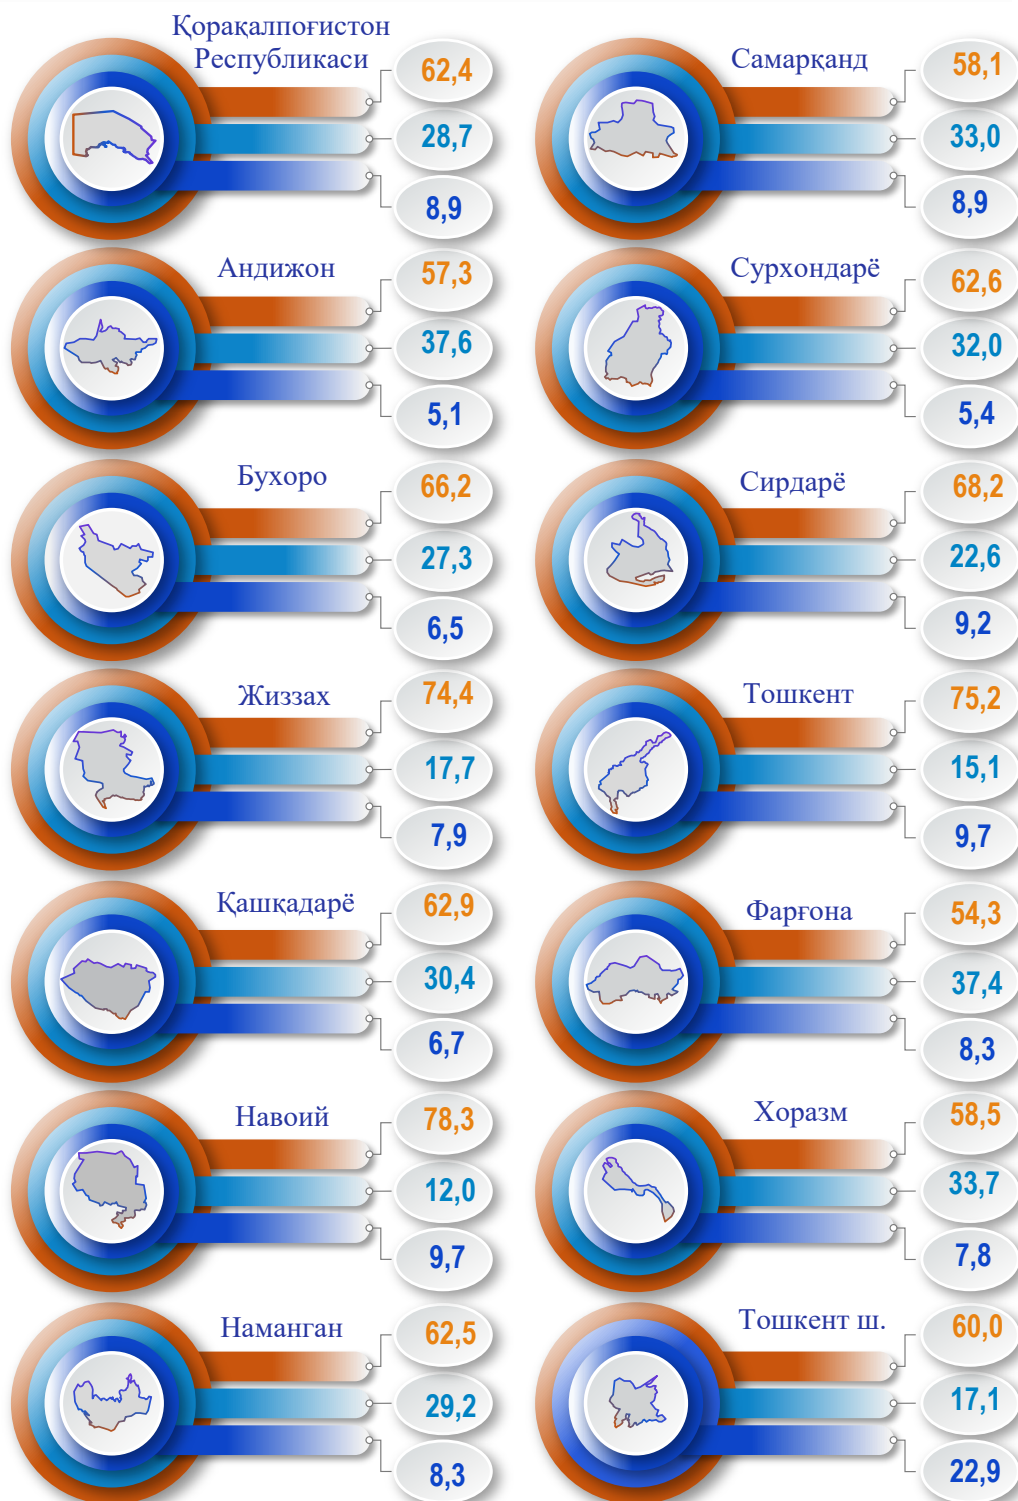 Қорақалпоғистон
Республикаси
62,4
28,7
8,9
Самарқанд
58,1
33,0
8,9
Андижон
57,3
37,6
5,1
Сурхондарё
62,6
32,0
5,4
Бухоро
66,2
27,3
6,5
Сирдарё
68,2
22,6
9,2
Жиззах
74,4
17,7
7,9
Тошкент
75,2
15,1
9,7
Қашқадарё
62,9
30,4
6,7
Фарғона
54,3
37,4
8,3
Навоий
78,3
12,0
9,7
Хоразм
58,5
33,7
7,8
Наманган
62,5
29,2
8,3
Тошкент ш.
60,0
17,1
22,9